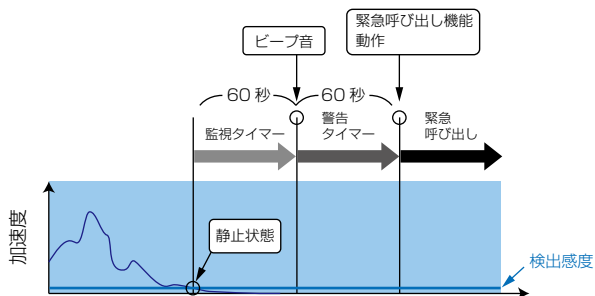 緊急呼び出し機能
動作
ビープ音
60 秒
60 秒
監視タイマー
警告
タイマー
緊急
呼び出し
加速度
静止状態
検出感度